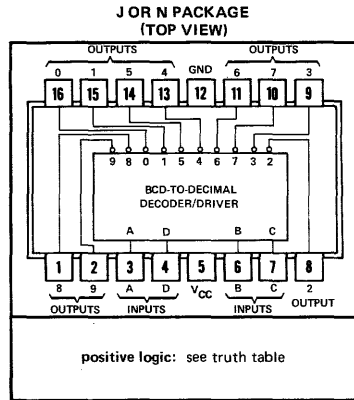 J OR N PACKAGE
(TOP VIEW)
OUTPUTS OUTPUTS
0 1 5 4 GND 6 7 3
16 15 14 13 12 11 10 9
9 8 0 1 5 4 6 7 3 2
BCD-TO-DECIMAL
DECODER/DRIVER
A D B C
1 2 3 4 5 6 7 8
8 9 A D VCC B C 2
OUTPUTS INPUTS INPUTS OUTPUT
positive logic: see truth table